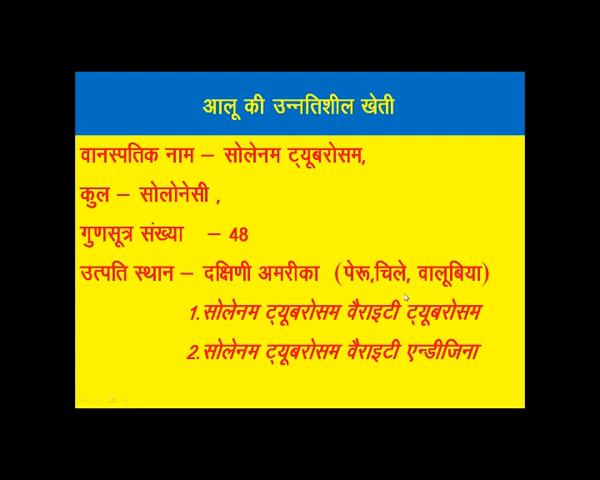 आलू की उन्नतिशील खेती
वानस्पतिक नाम – सोलेनम ट्यूबरोसम,
कुल – सोलोनेसी ,
गुणसूत्र संख्या – 48
उत्पति स्थान – दक्षिणी अमरीका (पेरू,चिले, वालूबिया)
1.सोलेनम ट्यूबरोसम वैराइटी ट्यूबरोसम
2.सोलेनम ट्यूबरोसम वैराइटी एन्डीजिना